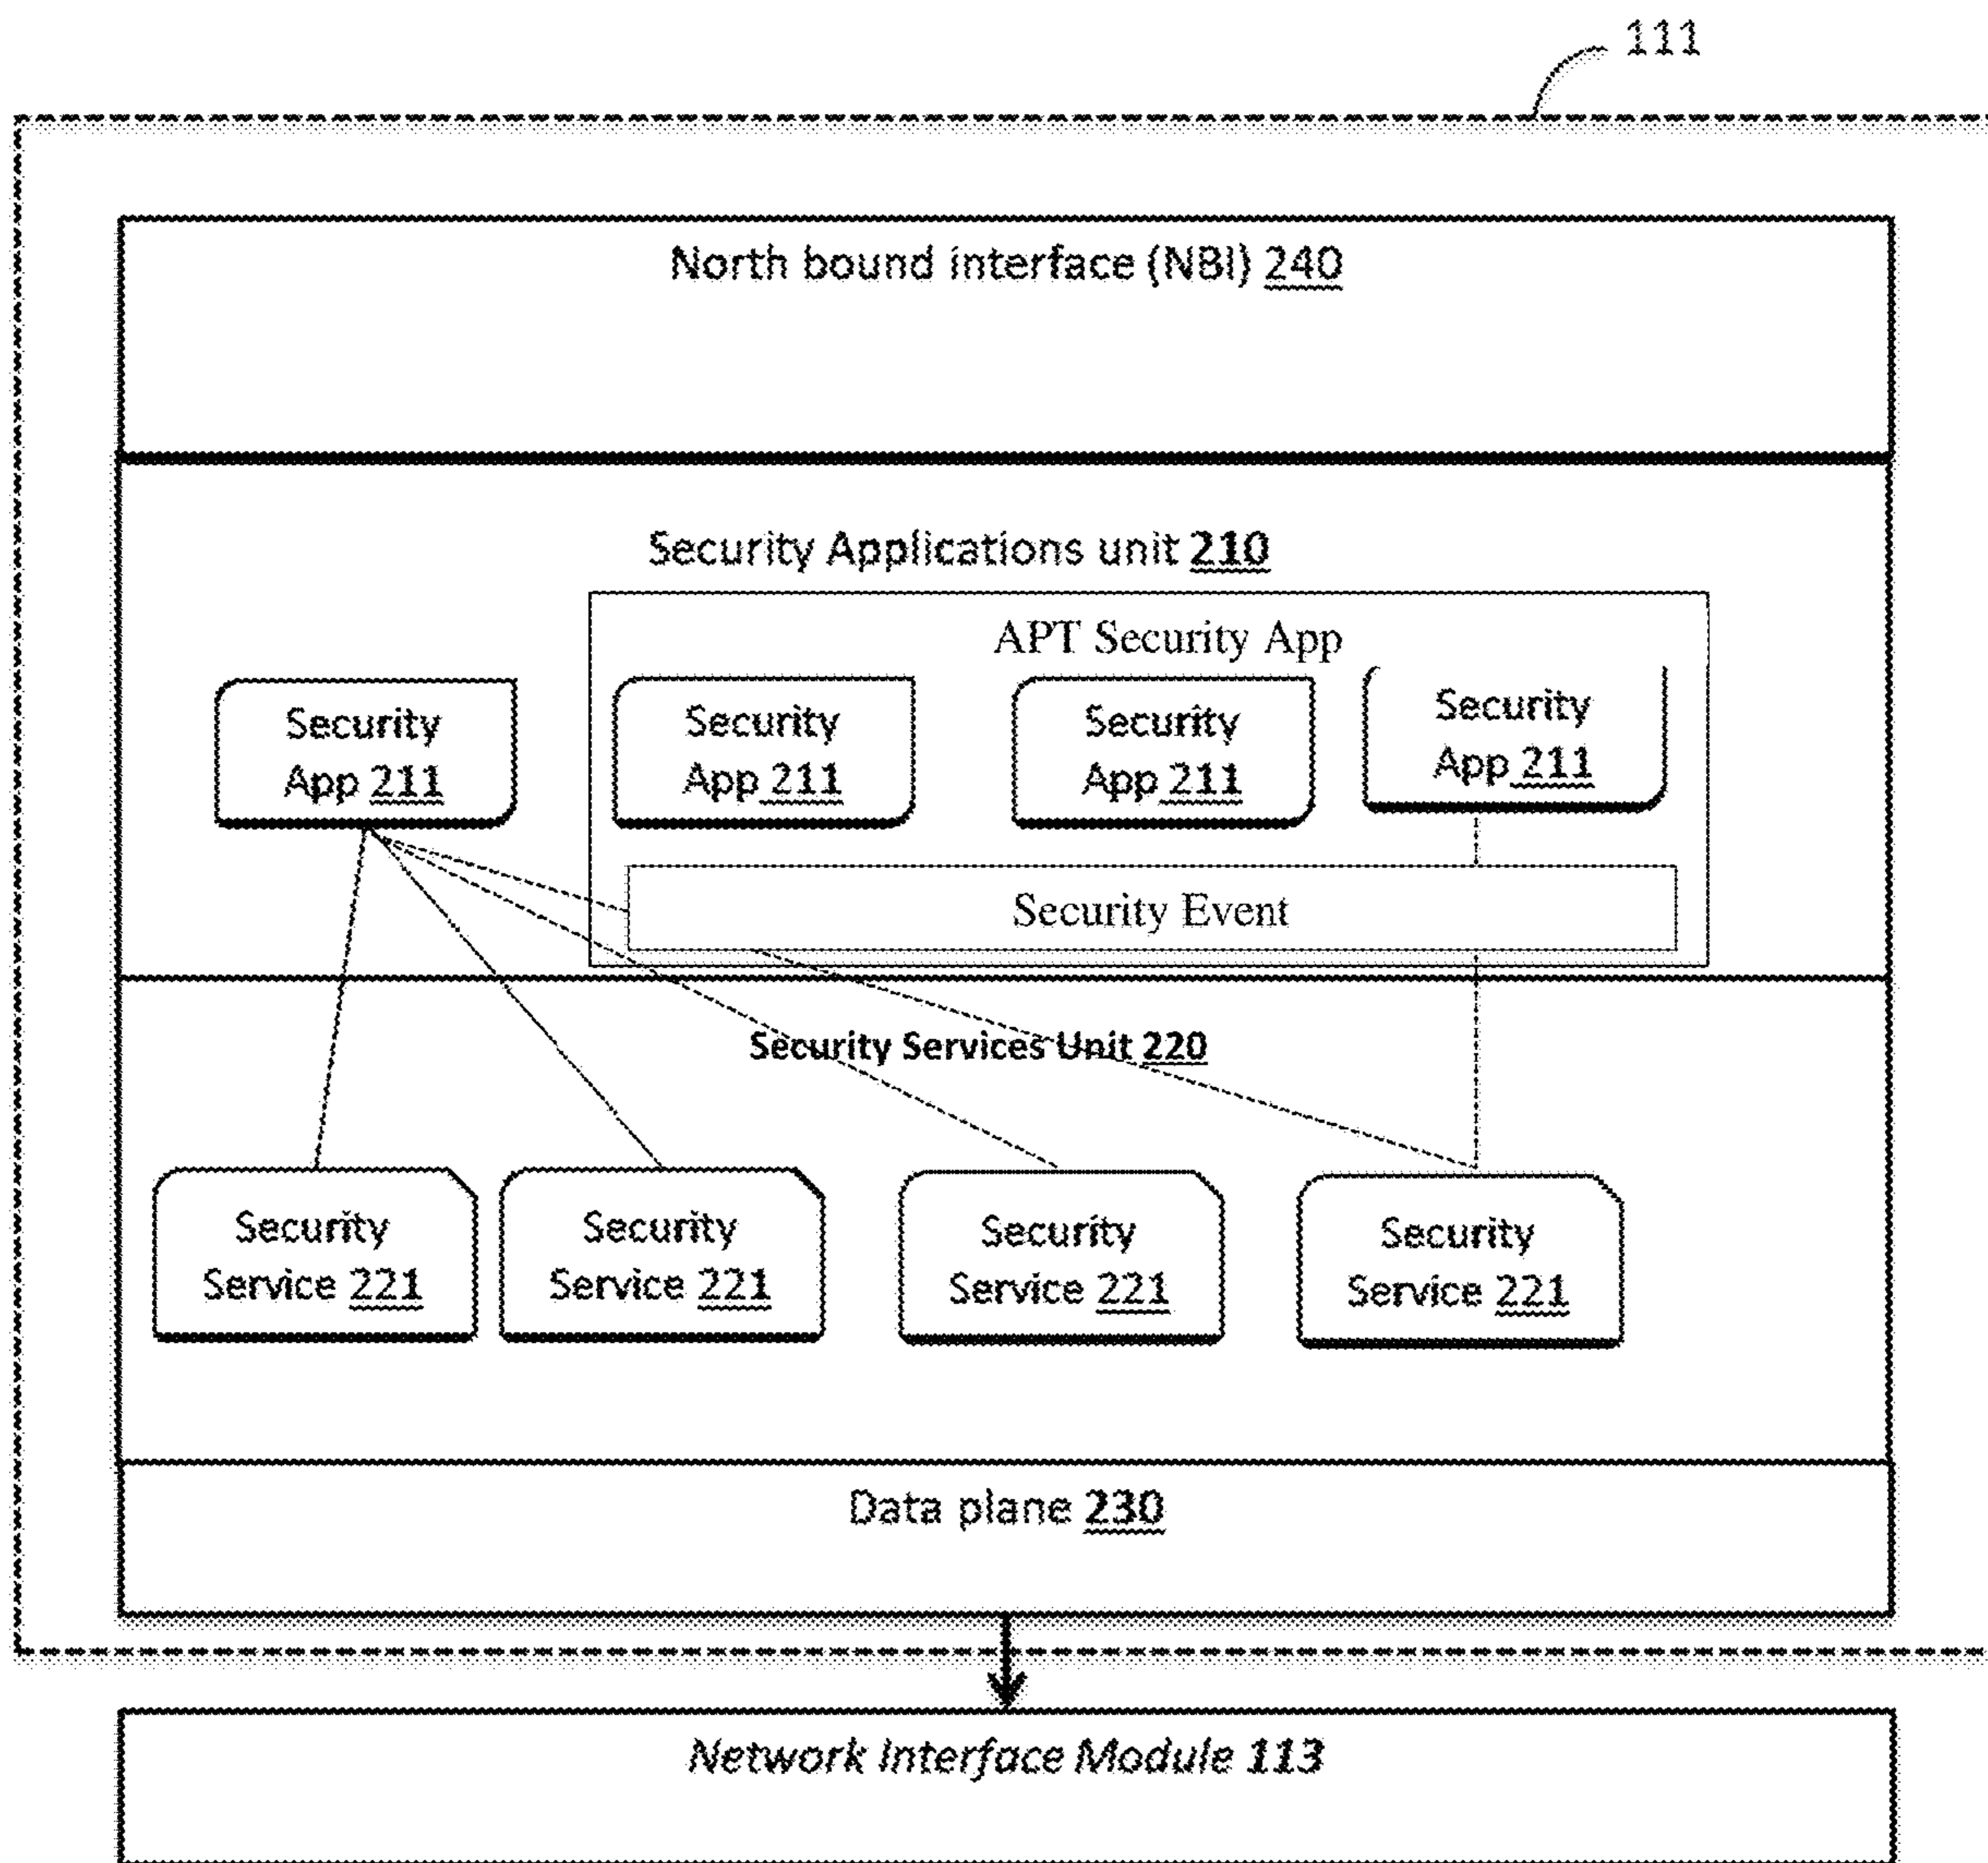 111
North bound interface (NBI) 240
Security Applications unit 210
APT Security App
Security
App 211
Security
App 211
Security
App 211
Security
App 211
Security Event
Security Services Unit 220
Security
Service 221
Security
Service 221
Security
Service 221
Security
Service 221
Data plane 230
Network Interface Module 113